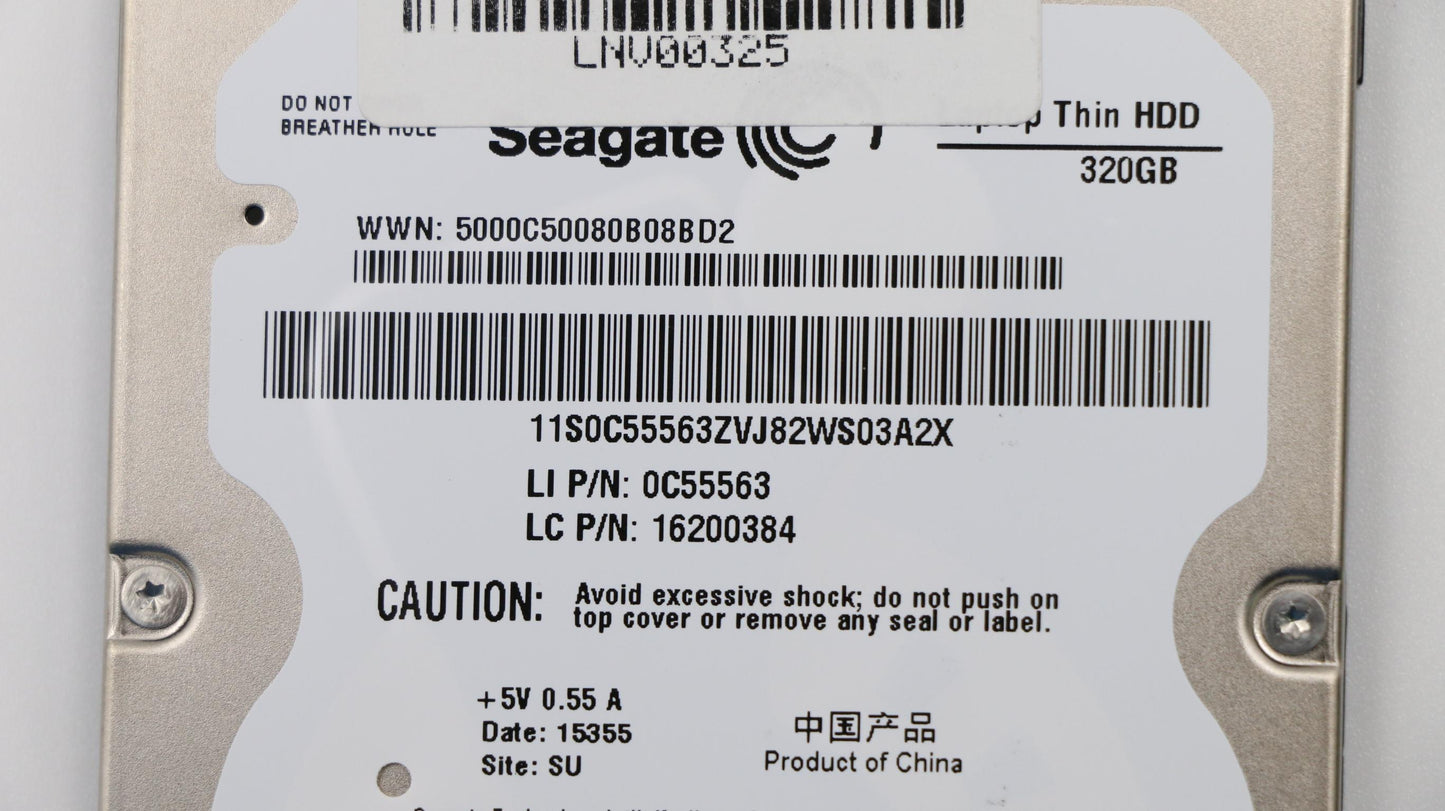 LNV00325
DO NOT
BREATHER HOLE
Seagate
Laptop Thin HDD
320GB
WWN: 5000C50080B08BD2
11S0C55563ZVJ82WS03A2X
LI P/N: 0C55563
LC P/N: 16200384
CAUTION: Avoid excessive shock; do not push on
top cover or remove any seal or label.
+5V 0.55 A
Date: 15355
Site: SU
中国产品
Product of China